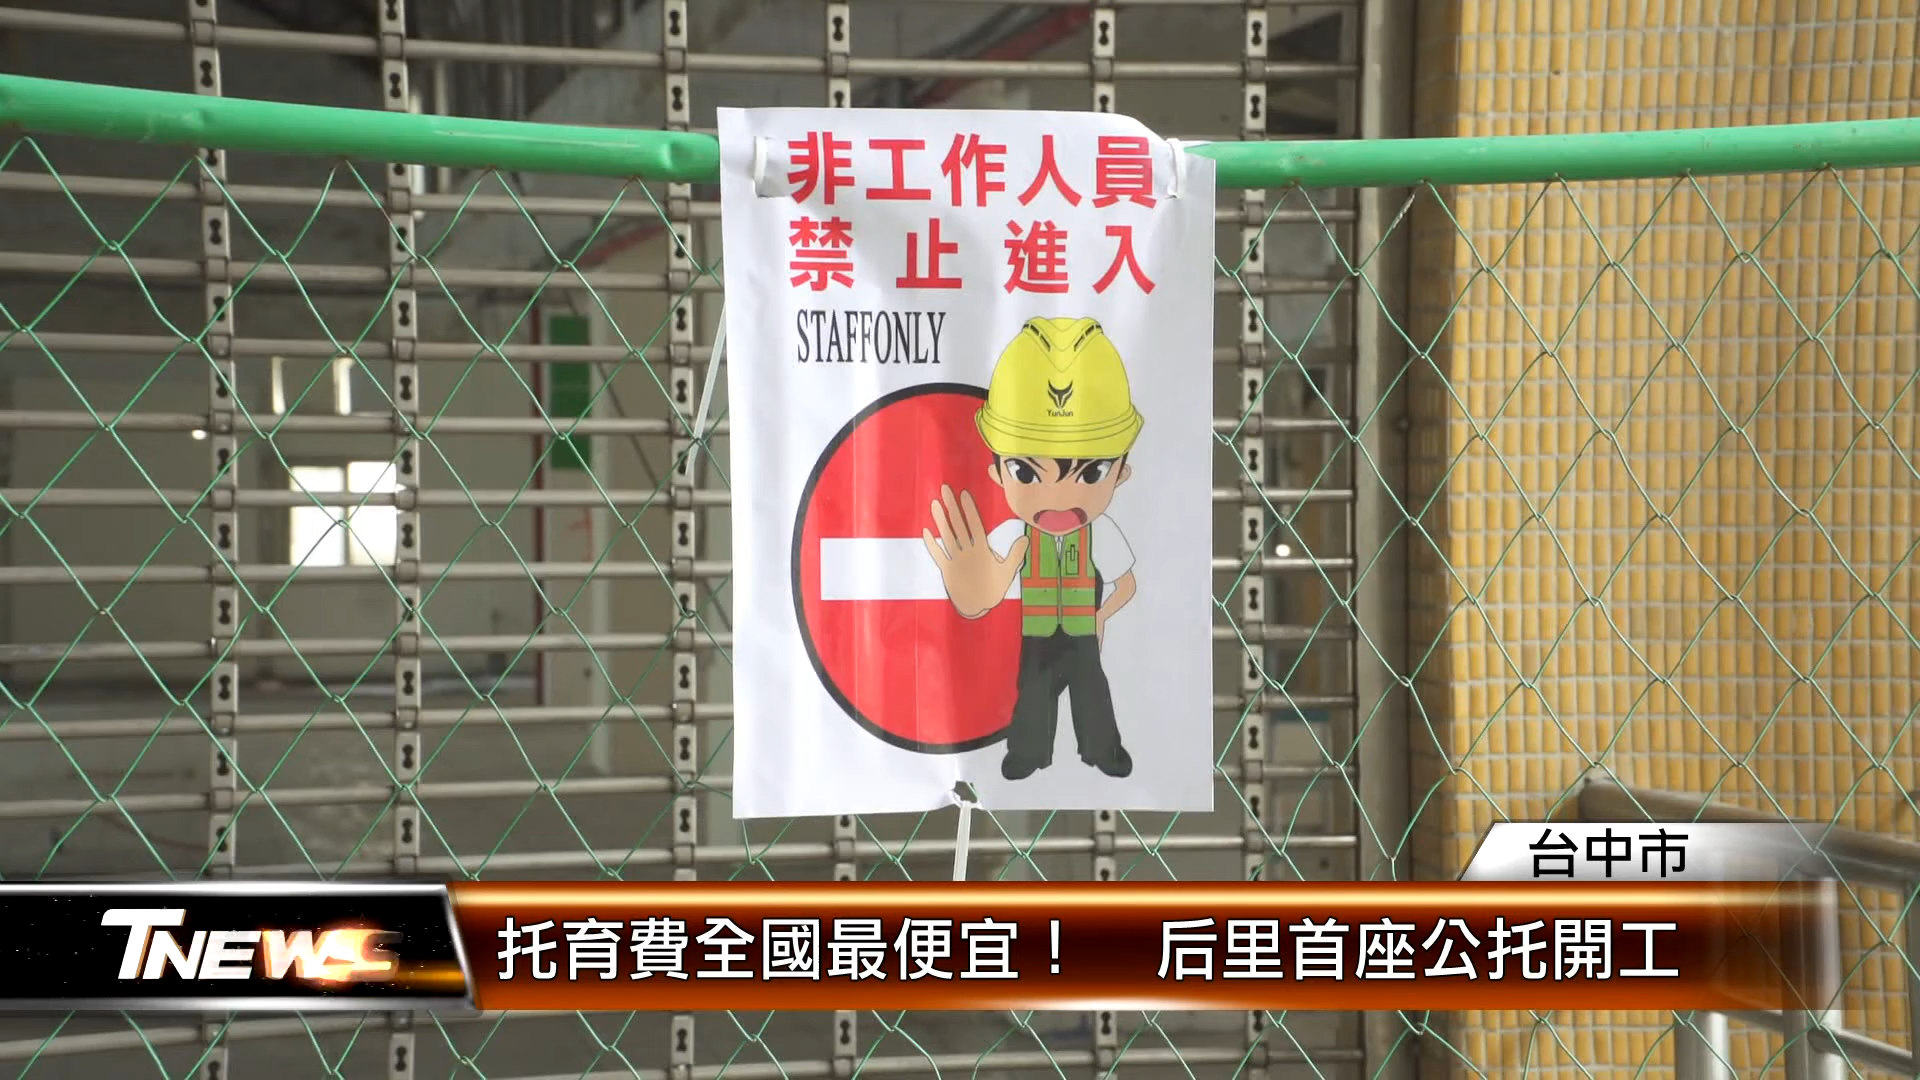 非工作人員
禁止進入
STAFFONLY
YunJun
台中市
TNEWS
托育費全國最便宜！ 后里首座公托開工